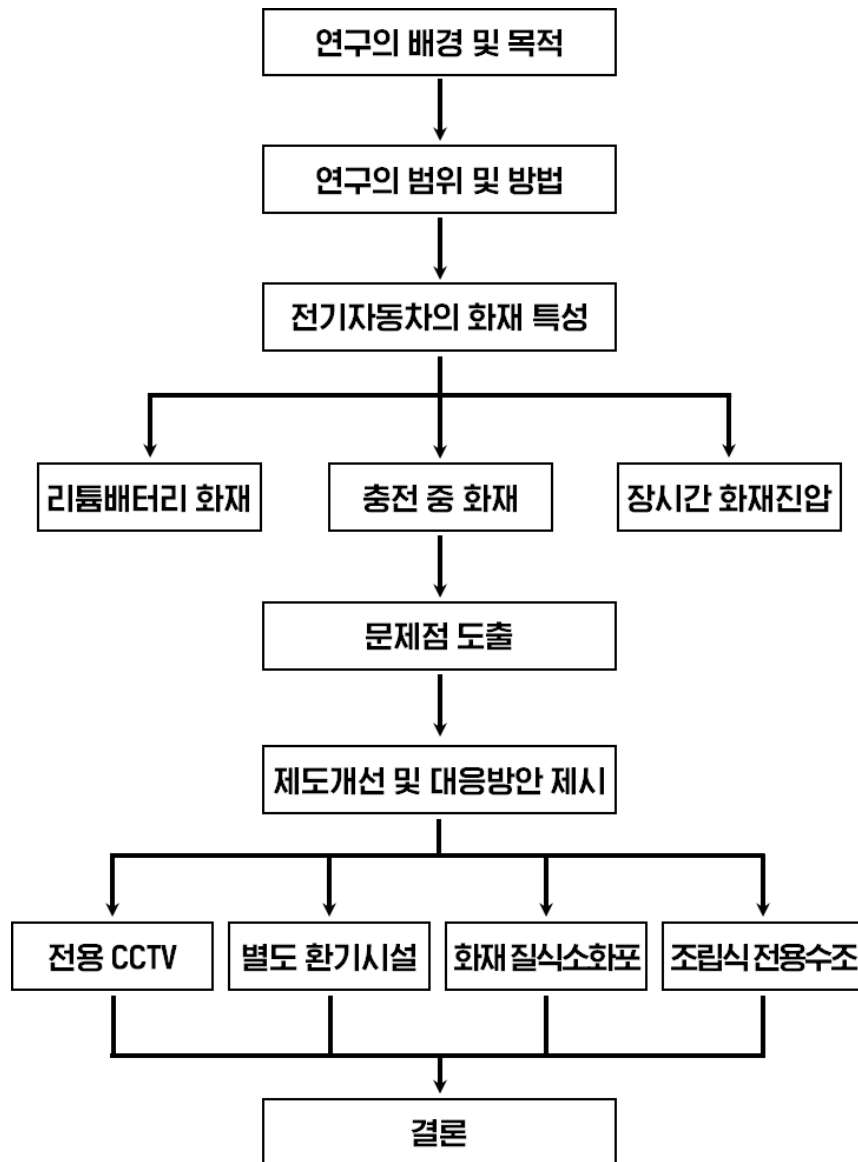 연구의 배경 및 목적
연구의 범위 및 방법
전기자동차의 화재 특성
리튬배터리 화재
충전 중 화재
장시간 화재진압
문제점 도출
제도개선 및 대응방안 제시
전용 CCTV
별도 환기시설
화재 질식소화포
조립식 전용수조
결론